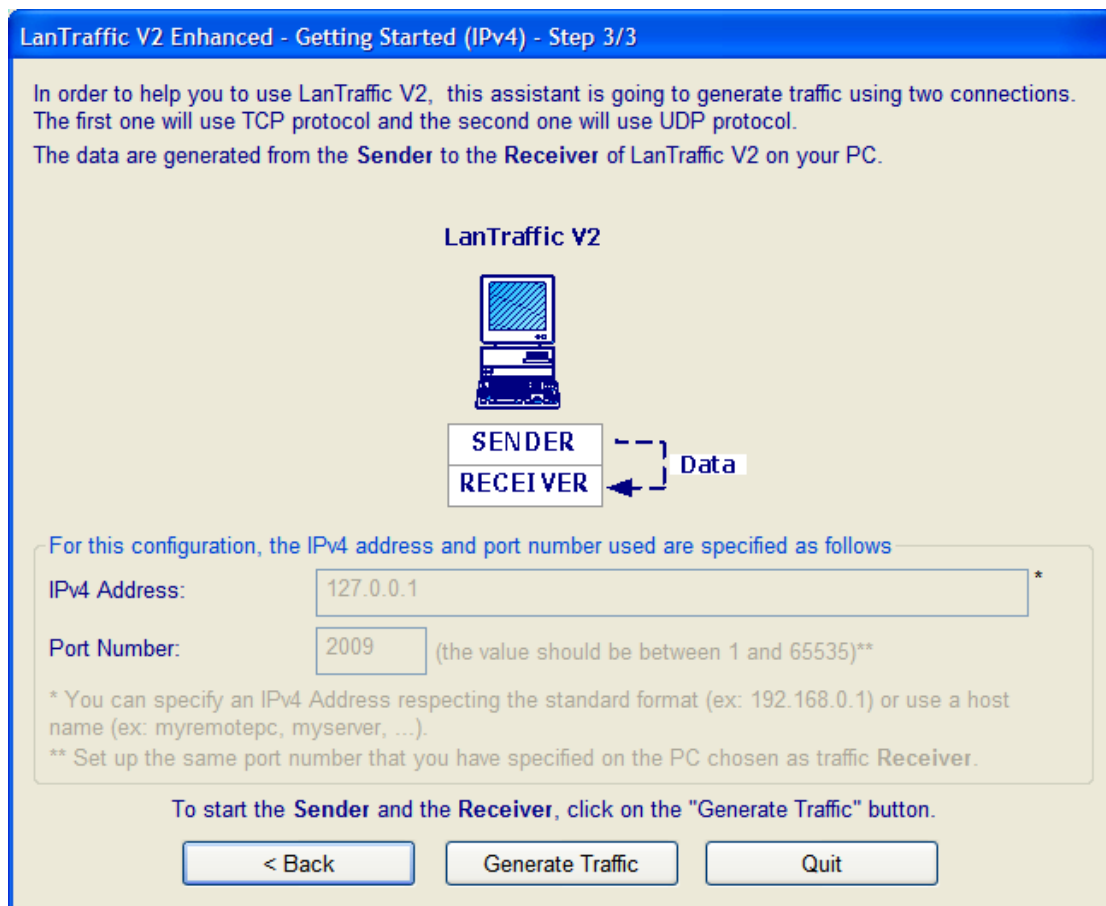 LanTraffic V2 Enhanced - Getting Started (IPv4) - Step 3/3
In order to help you to use LanTraffic V2,  this assistant is going to generate traffic using two connections.
The first one will use TCP protocol and the second one will use UDP protocol.
The data are generated from the Sender to the Receiver of LanTraffic V2 on your PC.
LanTraffic V2
SENDER
RECEIVER
Data
For this configuration, the IPv4 address and port number used are specified as follows
IPv4 Address:
127.0.0.1
*
Port Number:
2009
(the value should be between 1 and 65535)**
* You can specify an IPv4 Address respecting the standard format (ex: 192.168.0.1) or use a host
name (ex: myremotepc, myserver, ...).
** Set up the same port number that you have specified on the PC chosen as traffic Receiver.
To start the Sender and the Receiver, click on the "Generate Traffic" button.
< Back
Generate Traffic
Quit